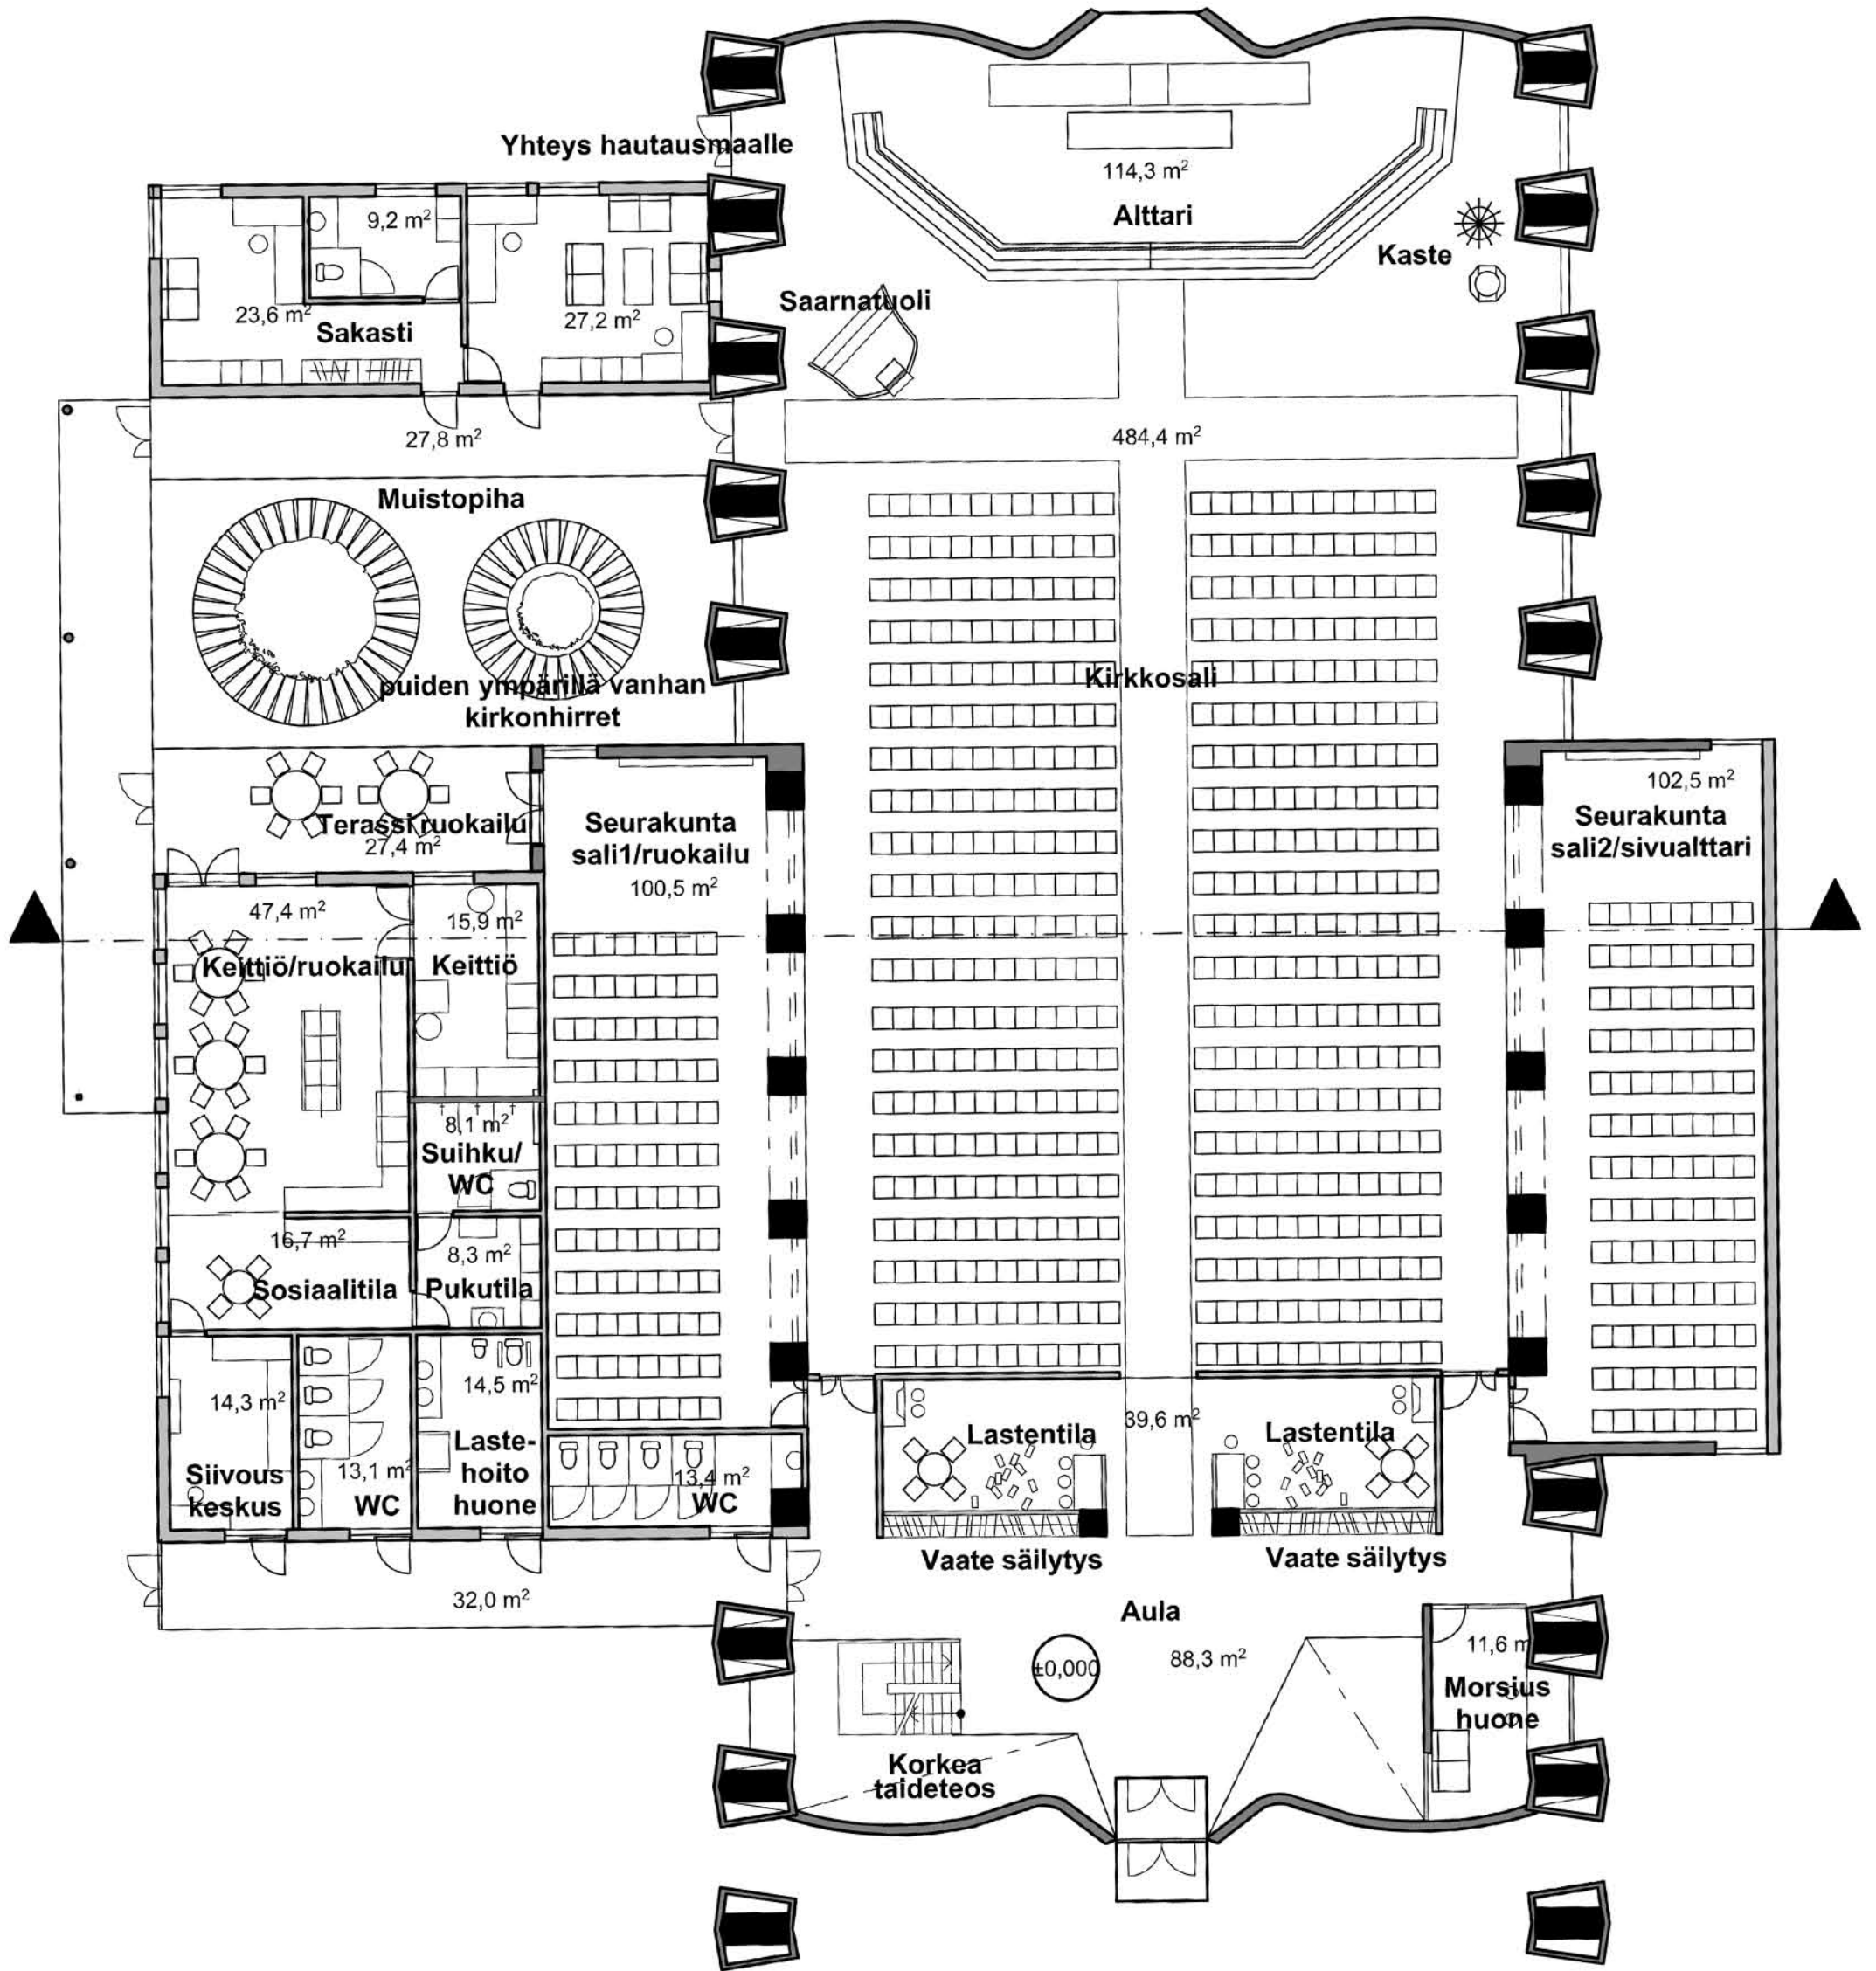 Yhteys hautausmaalle
114,3 m²
Alttari
Kaste
9,2 m²
23,6 m²
Sakasti
27,2 m²
Saarnatuoli
27,8 m²
484,4 m²
Muistopiha
puiden ympärillä vanhan
kirkonhirret
Kirkkosali
Terassi ruokailu
27,4 m²
Seurakunta
sali1/ruokailu
100,5 m²
102,5 m²
Seurakunta
sali2/sivualttari
47,4 m²
Keittiö/ruokailu
15,9 m²
Keittiö
8,1 m²
Suihku/
WC
16,7 m²
Sosiaalitila
8,3 m²
Pukutila
14,3 m²
Siivous
keskus
13,1 m²
WC
14,5 m²
Laste-
hoito
huone
13,4 m²
WC
Lastentila
39,6 m²
Lastentila
Vaate säilytys
Vaate säilytys
32,0 m²
Aula
±0,000
88,3 m²
11,6 m
Morsius
huone
Korkea
taideteos